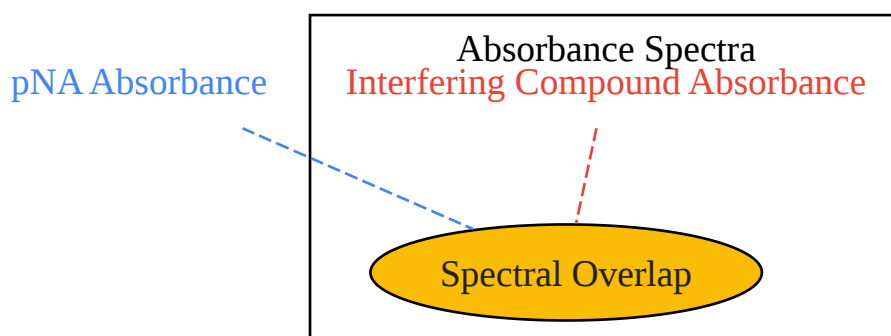 Absorbance Spectra
pNA Absorbance
Interfering Compound Absorbance
Spectral Overlap